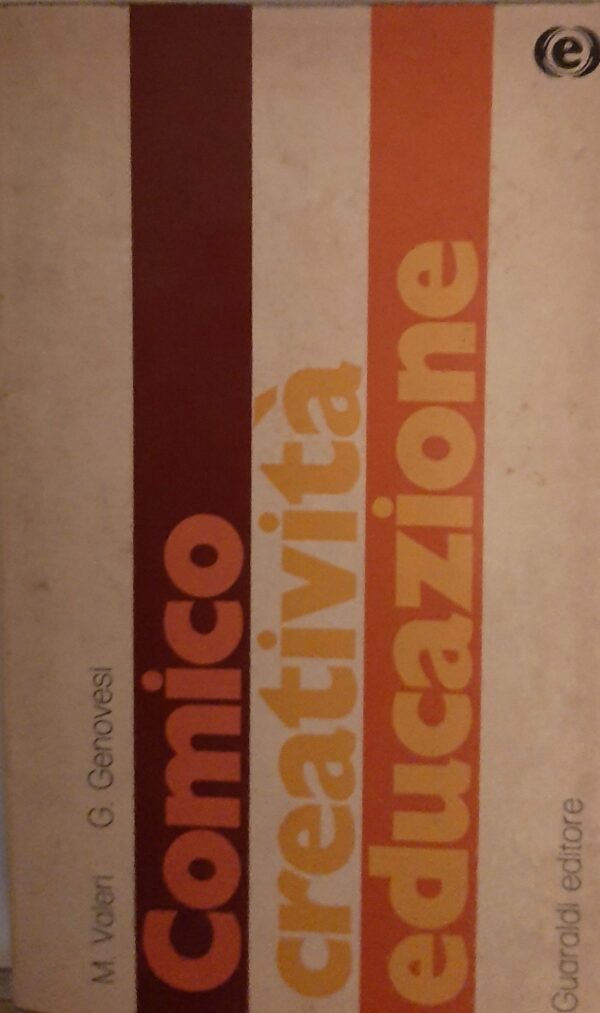 M. Valeri G. Genovesi
Comico
creatività
educazione
Guaraldi editore
e